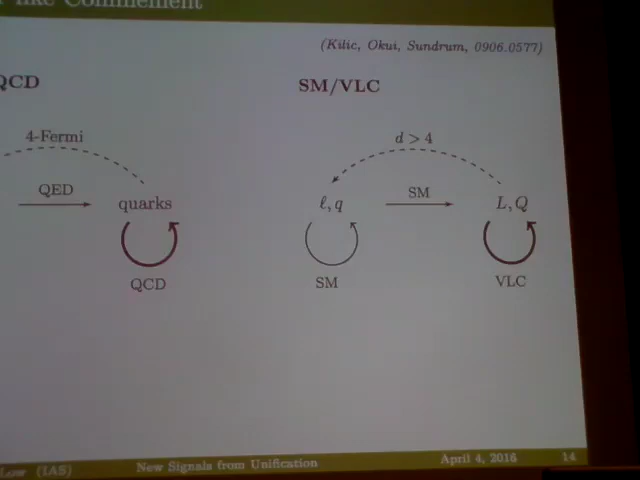 (Kilic, Okui, Sundrum, 0906.0577)
QCD
SM/VLC
4-Fermi
d > 4
QED
quarks
ℓ, q
SM
L, Q
QCD
SM
VLC
Low (IAS)
New Signals from Unification
April 4, 2016
14